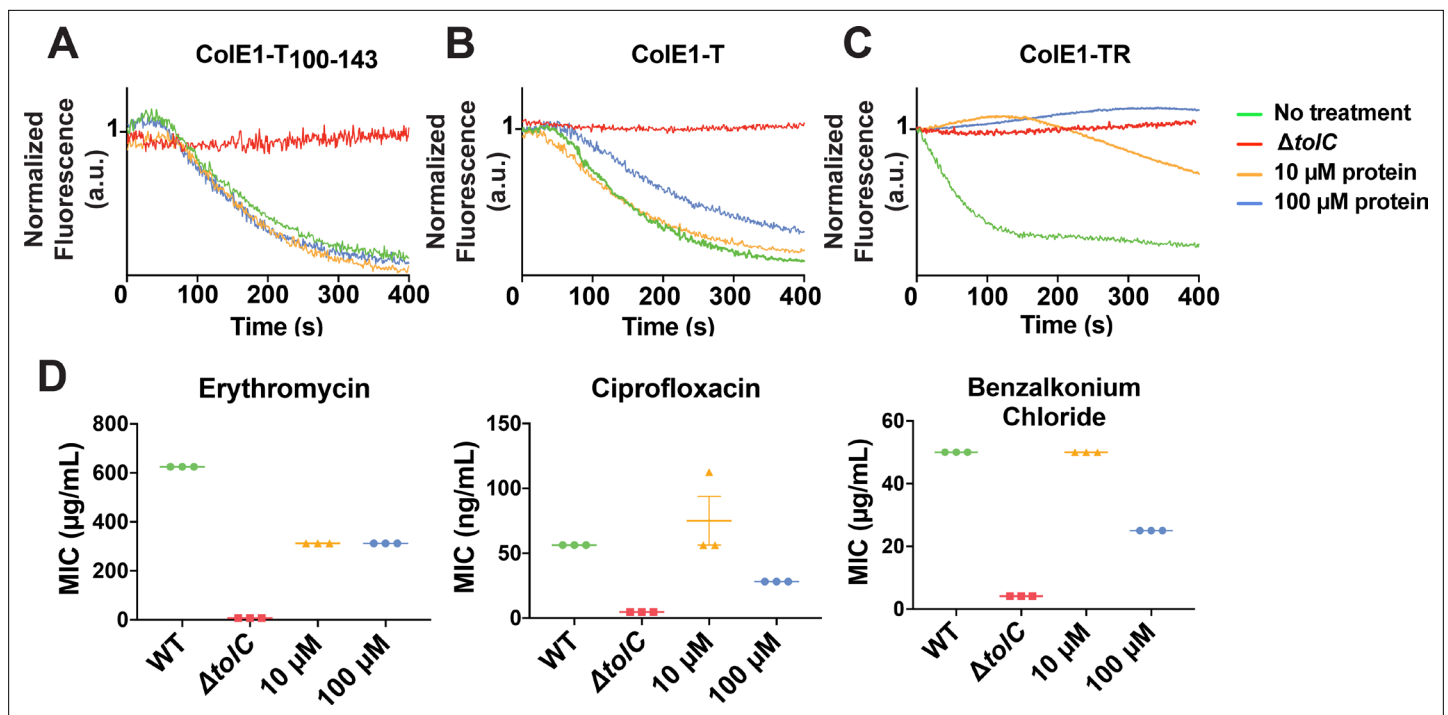 A
ColE1-T100-143
Normalized
Fluorescence
(a.u.)
1
0
100
200
300
400
Time (s)
B
ColE1-T
Normalized
Fluorescence
(a.u.)
1
0
100
200
300
400
Time (s)
C
ColE1-TR
Normalized
Fluorescence
(a.u.)
1
0
100
200
300
400
Time (s)
No treatment
ΔtolC
10 µM protein
100 µM protein
D
Erythromycin
MIC (µg/mL)
800
600
400
200
0
WT
ΔtolC
10 µM
100 µM
Ciprofloxacin
MIC (ng/mL)
150
100
50
0
WT
ΔtolC
10 µM
100 µM
Benzalkonium
Chloride
MIC (µg/mL)
60
40
20
0
WT
ΔtolC
10 µM
100 µM